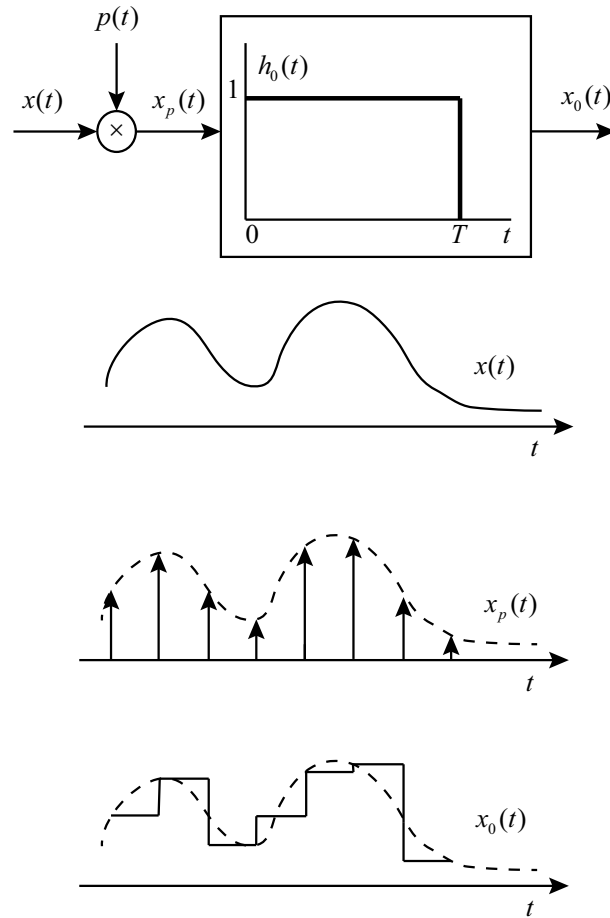 p(t)
x(t)
x_p(t)
h_0(t)
x_0(t)
1
×
0
T
t
x(t)
t
x_p(t)
t
x_0(t)
t